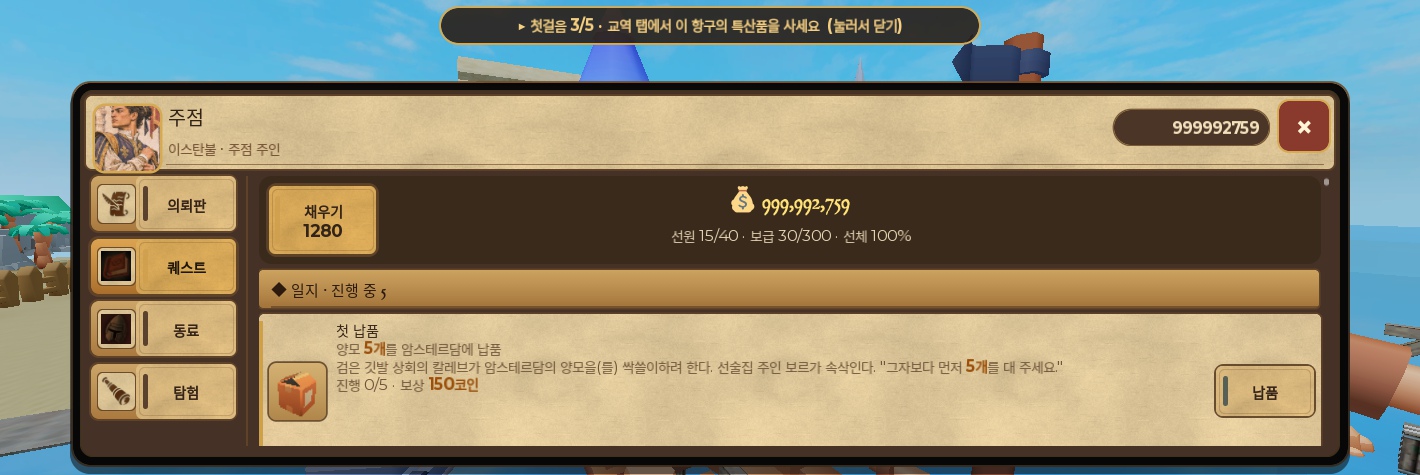 ▸ 첫걸음 3/5 · 교역 탭에서 이 항구의 특산품을 사세요 (눌러서 닫기)
주점
이스탄불 · 주점 주인
999992759
×
의뢰판
퀘스트
동료
탐험
채우기
1280
$ 999,992,759
선원 15/40 · 보급 30/300 · 선체 100%
◆ 일지 · 진행 중 5
첫 납품
양모 5개를 암스테르담에 납품
검은 깃발 상회의 칼레브가 암스테르담의 양모을(를) 싹쓸이하려 한다. 선술집 주인 보르가 속삭인다. "그자보다 먼저 5개를 대 주세요."
진행 0/5 · 보상 150코인
납품